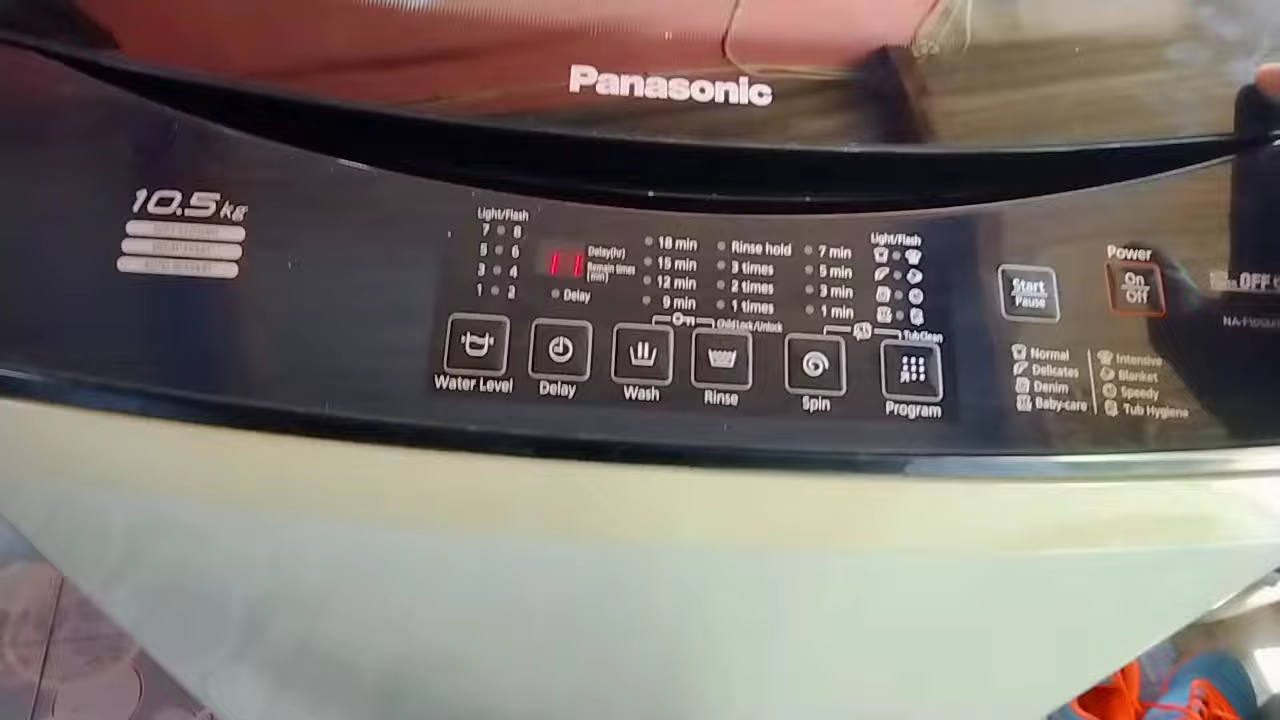 Panasonic
10.5kg
Light/Flash
7 8
5 6
3 4
1 2
11
Delay(hr)
Remain times
(min)
Delay
18 min
15 min
12 min
9 min
Rinse hold
3 times
2 times
1 times
7 min
5 min
3 min
1 min
Light/Flash
Child Lock/Unlock
Tub Clean
Water Level
Delay
Wash
Rinse
Spin
Program
Start
Pause
Power
On
Off
OFF
Normal
Delicates
Denim
Baby-care
Intensive
Blanket
Speedy
Tub Hygiene